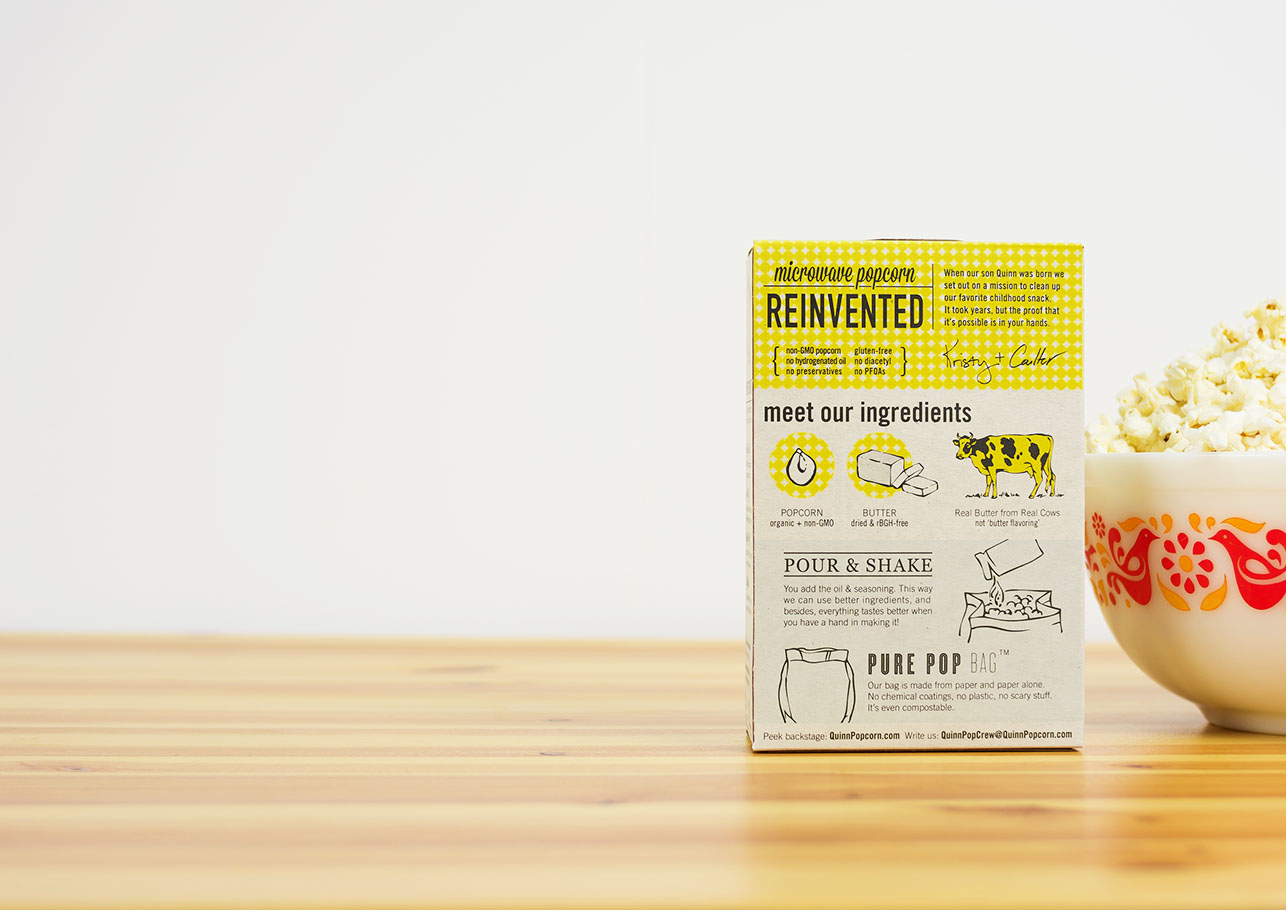 microwave popcorn
REINVENTED
When our son Quinn was born we
set out on a mission to clean up
our favorite childhood snack.
It took years, but the proof that
it's possible is in your hands.
{ non-GMO popcorn
no hydrogenated oil
no preservatives
gluten-free
no diacetyl
no PFOAs }
Kristy + Coulter
meet our ingredients
POPCORN
organic + non-GMO
BUTTER
dried & rBGH-free
Real Butter from Real Cows
not 'butter flavoring'
POUR & SHAKE
You add the oil & seasoning. This way
we can use better ingredients, and
besides, everything tastes better when
you have a hand in making it!
PURE POP BAG™
Our bag is made from paper and paper alone.
No chemical coatings, no plastic, no scary stuff.
It's even compostable.
Peek backstage: QuinnPopcorn.com Write us: QuinnPopCrew@QuinnPopcorn.com